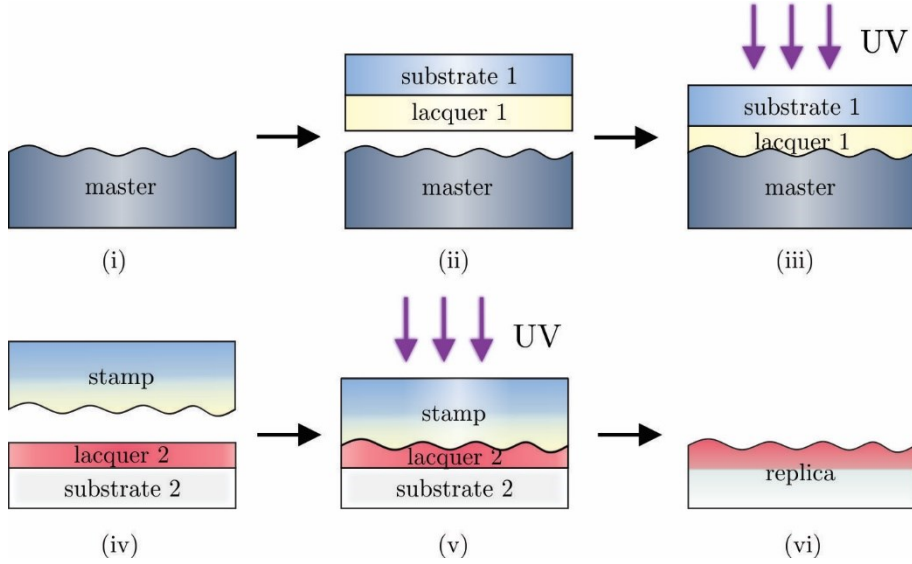 UV
substrate 1
lacquer 1
substrate 1
lacquer 1
master
master
master
(i)
(ii)
(iii)
UV
stamp
stamp
lacquer 2
lacquer 2
replica
substrate 2
substrate 2
(iv)
(v)
(vi)